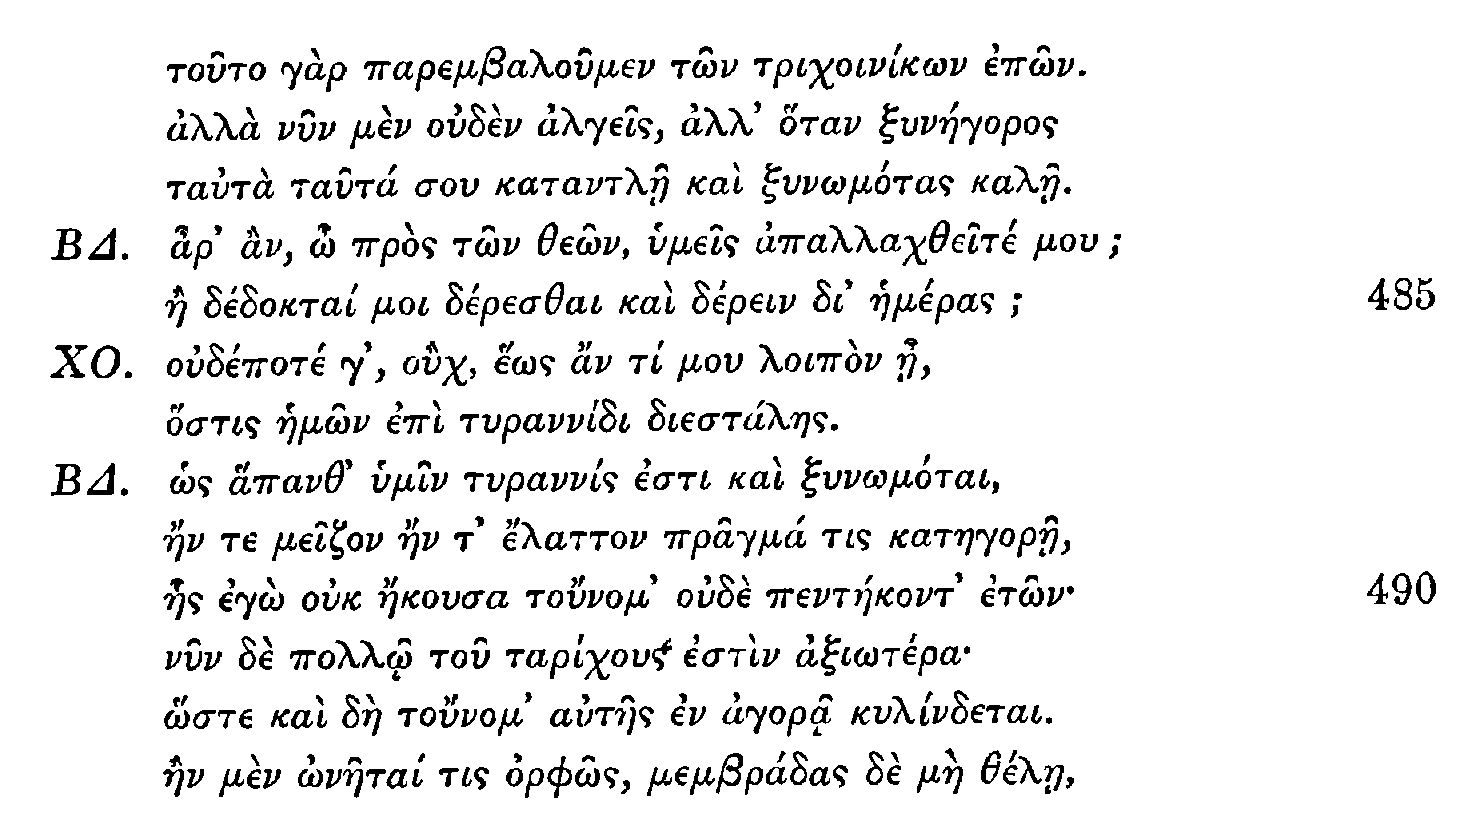 τοῦτο γὰρ παρεμβαλοῦμεν τῶν τριχοινίκων ἐπῶν.
ἀλλὰ νῦν μὲν οὐδὲν ἀλγεῖς, ἀλλ' ὅταν ξυνήγορος
ταὐτὰ ταῦτά σου καταντλῇ καὶ ξυνωμότας καλῇ.
ΒΔ. ἆρ' ἄν, ὦ πρὸς τῶν θεῶν, ὑμεῖς ἀπαλλαχθεῖτέ μου ;
ἢ δέδοκταί μοι δέρεσθαι καὶ δέρειν δι' ἡμέρας ; 485
ΧΟ. οὐδέποτέ γ', οὔχ, ἕως ἄν τί μου λοιπὸν ᾖ,
ὅστις ἡμῶν ἐπὶ τυραννίδι διεστάλης.
ΒΔ. ὡς ἅπανθ' ὑμῖν τυραννίς ἐστι καὶ ξυνωμόται,
ἤν τε μεῖζον ἤν τ' ἔλαττον πρᾶγμά τις κατηγορῇ,
ἧς ἐγὼ οὐκ ἤκουσα τοὔνομ' οὐδὲ πεντήκοντ' ἐτῶν· 490
νῦν δὲ πολλῷ τοῦ ταρίχους ἐστὶν ἀξιωτέρα·
ὥστε καὶ δὴ τοὔνομ' αὐτῆς ἐν ἀγορᾷ κυλίνδεται.
ἢν μὲν ὠνῆταί τις ὀρφῶς, μεμβράδας δὲ μὴ θέλῃ,